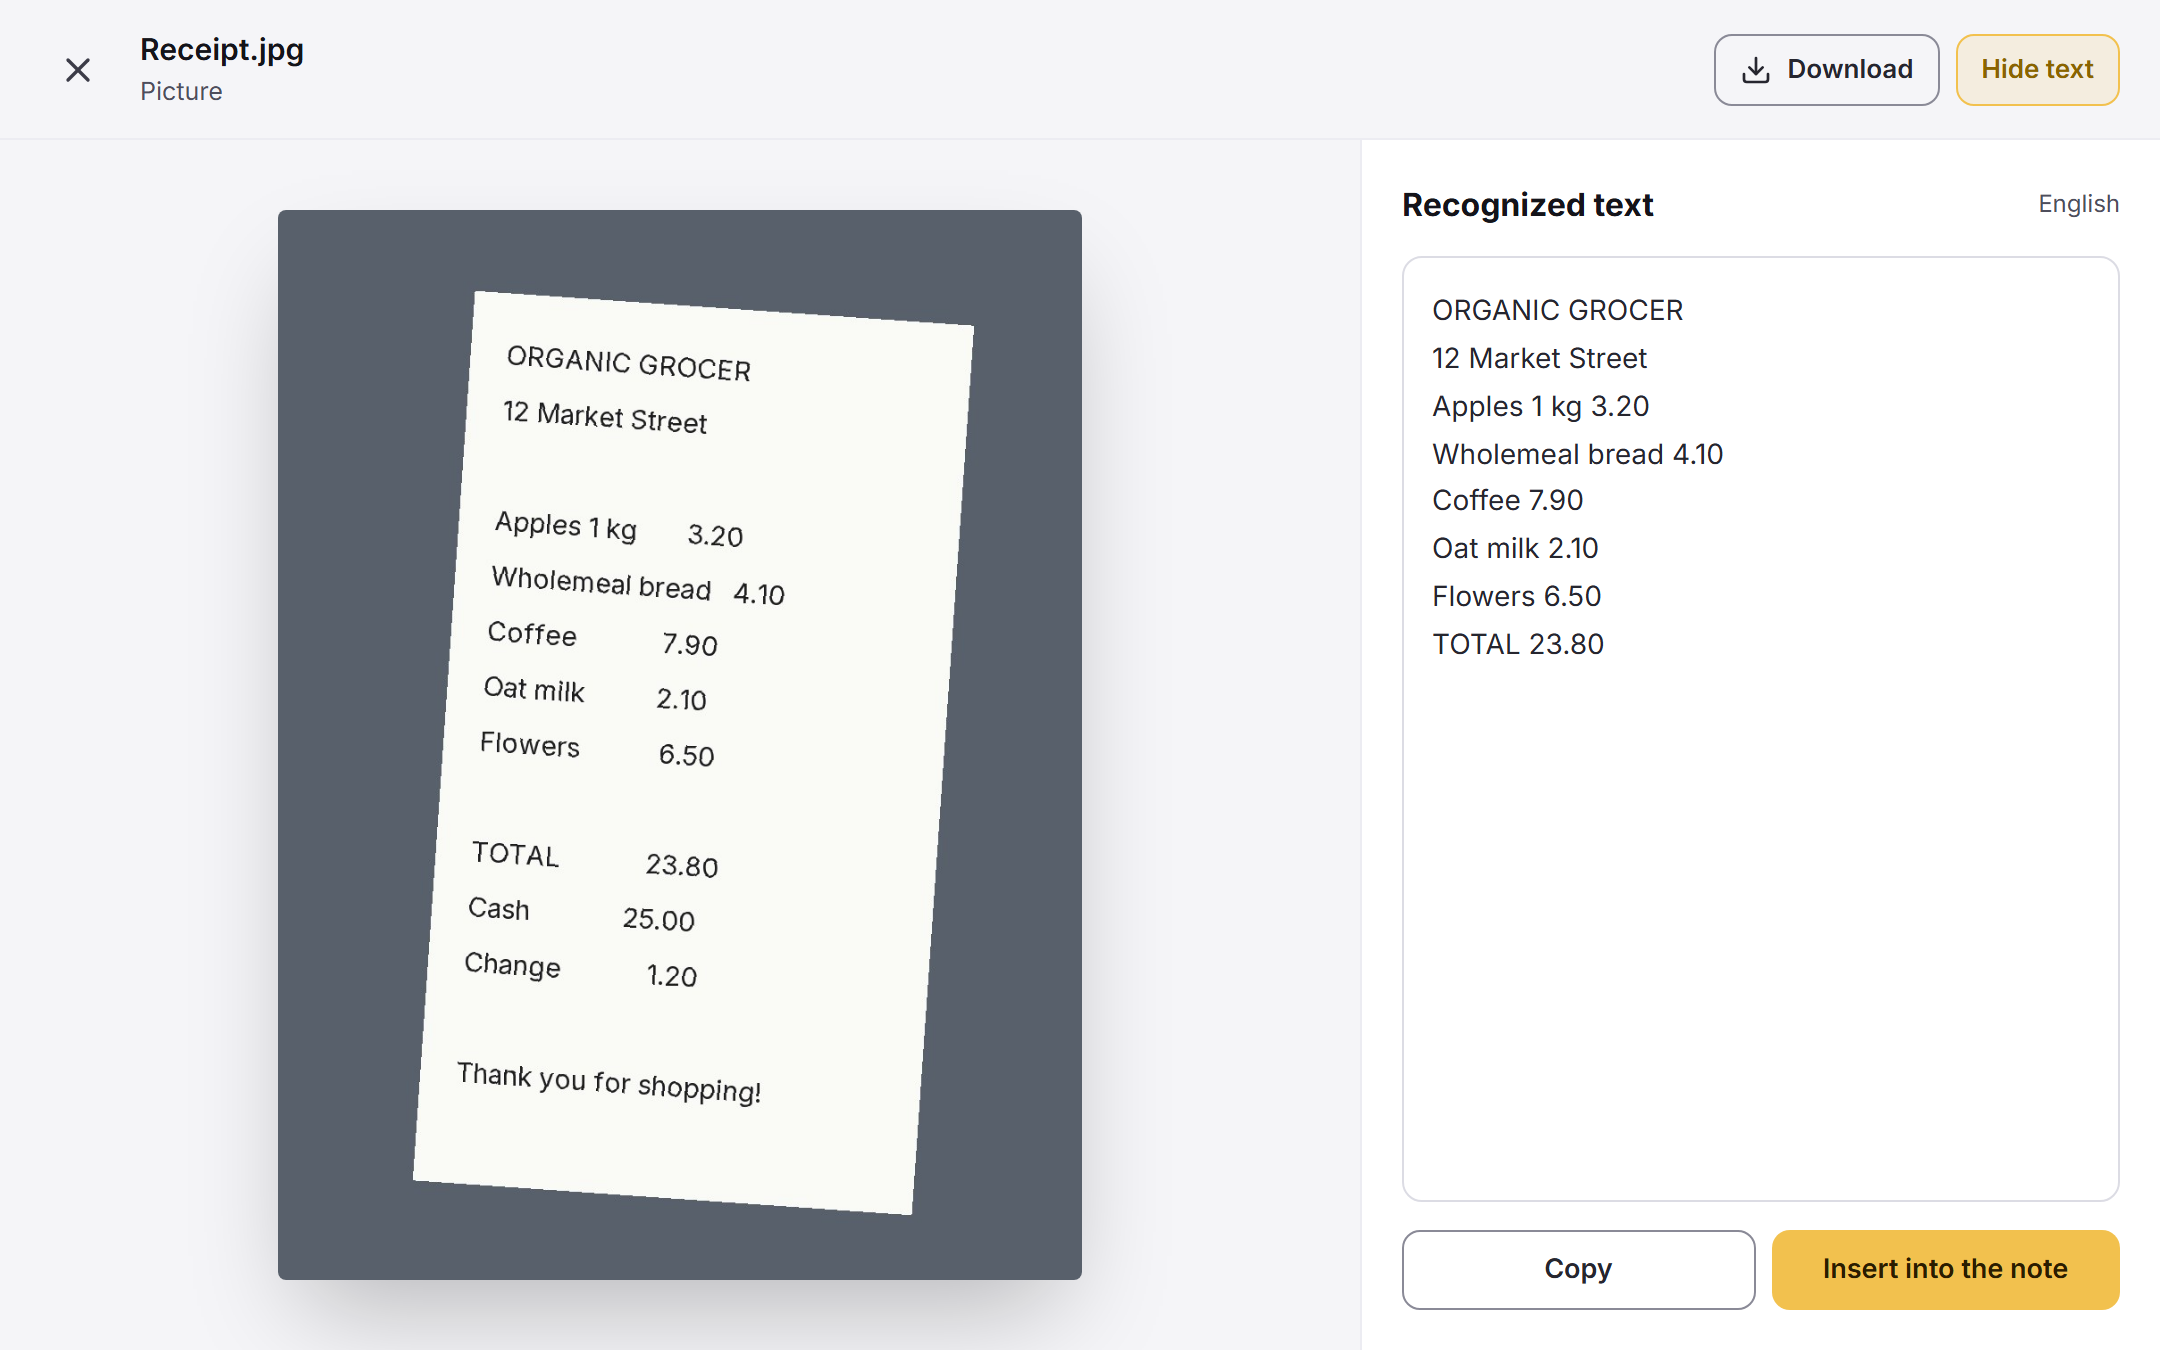 Receipt.jpg
Picture
Download
Hide text
ORGANIC GROCER
12 Market Street
Apples 1 kg 3.20
Wholemeal bread 4.10
Coffee 7.90
Oat milk 2.10
Flowers 6.50
TOTAL 23.80
Cash 25.00
Change 1.20
Thank you for shopping!
Recognized text
English
ORGANIC GROCER
12 Market Street
Apples 1 kg 3.20
Wholemeal bread 4.10
Coffee 7.90
Oat milk 2.10
Flowers 6.50
TOTAL 23.80
Copy
Insert into the note